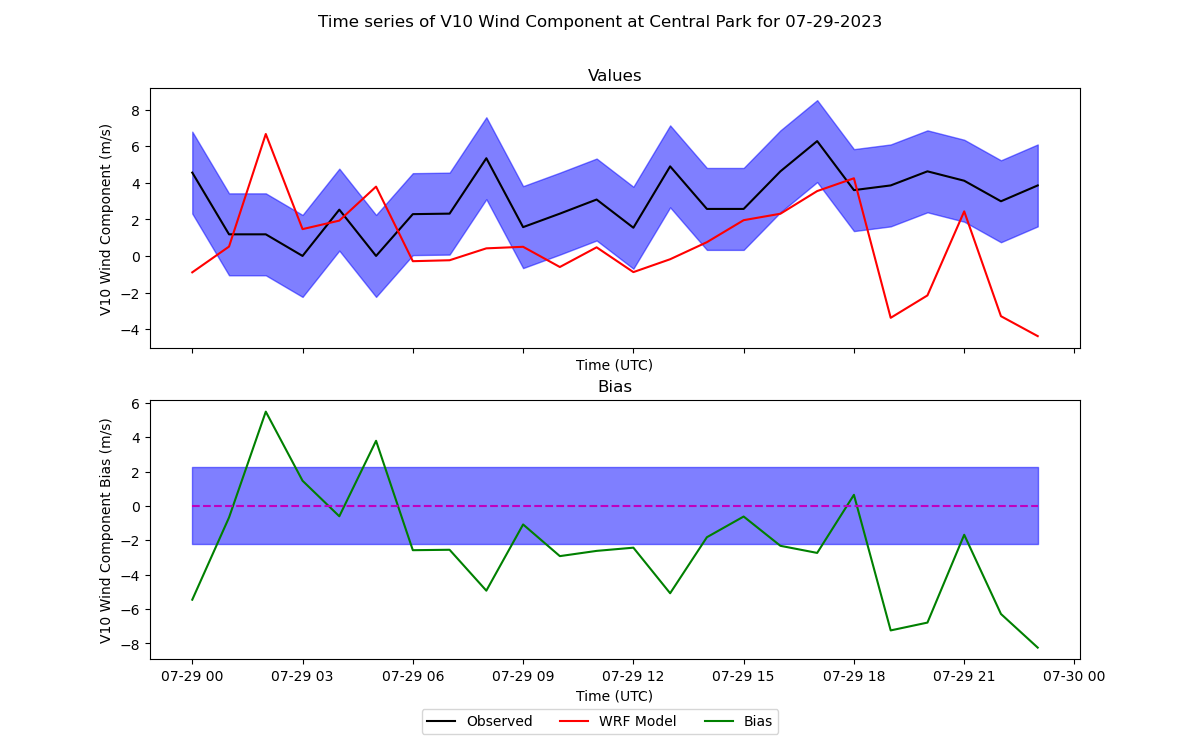 Time series of V10 Wind Component at Central Park for 07-29-2023
Values
V10 Wind Component (m/s)
8
6
4
2
0
−2
−4
Time (UTC)
Bias
V10 Wind Component Bias (m/s)
6
4
2
0
−2
−4
−6
−8
07-29 00 07-29 03 07-29 06 07-29 09 07-29 12 07-29 15 07-29 18 07-29 21 07-30 00
Time (UTC)
Observed WRF Model Bias